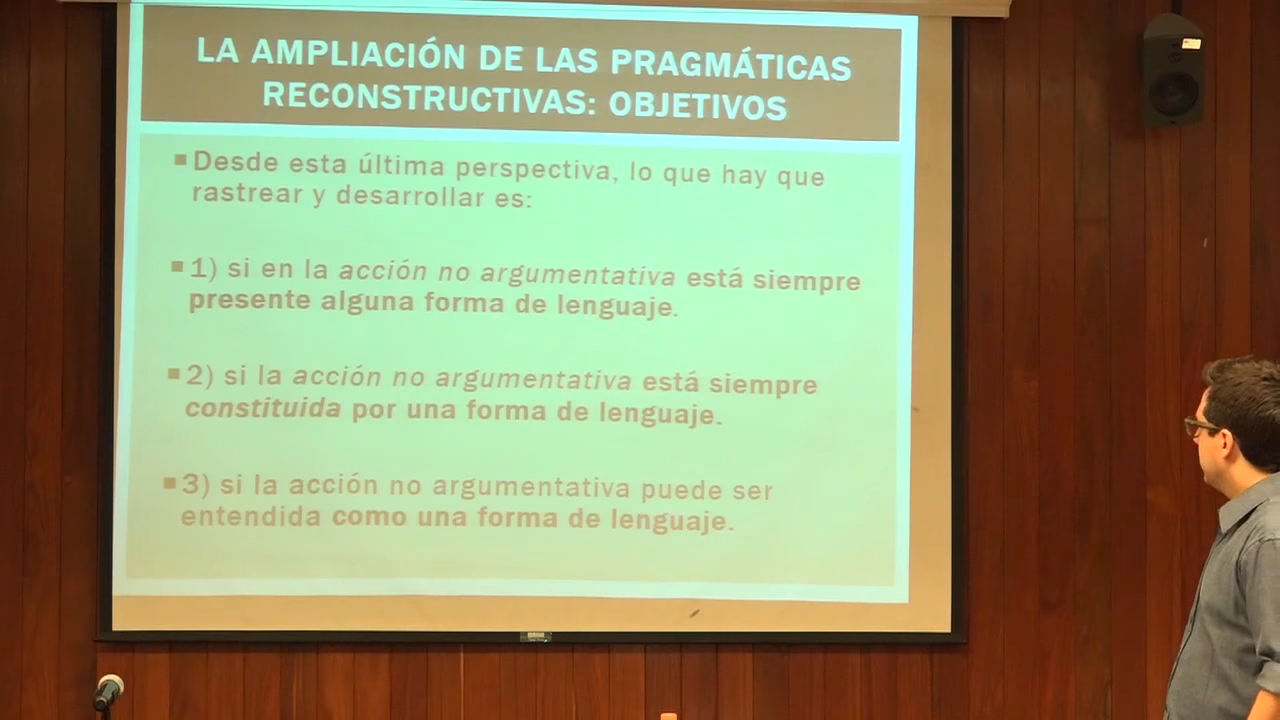 LA AMPLIACIÓN DE LAS PRAGMÁTICAS
RECONSTRUCTIVAS: OBJETIVOS
Desde esta última perspectiva, lo que hay que
rastrear y desarrollar es:
1) si en la acción no argumentativa está siempre
presente alguna forma de lenguaje.
2) si la acción no argumentativa está siempre
constituida por una forma de lenguaje.
3) si la acción no argumentativa puede ser
entendida como una forma de lenguaje.